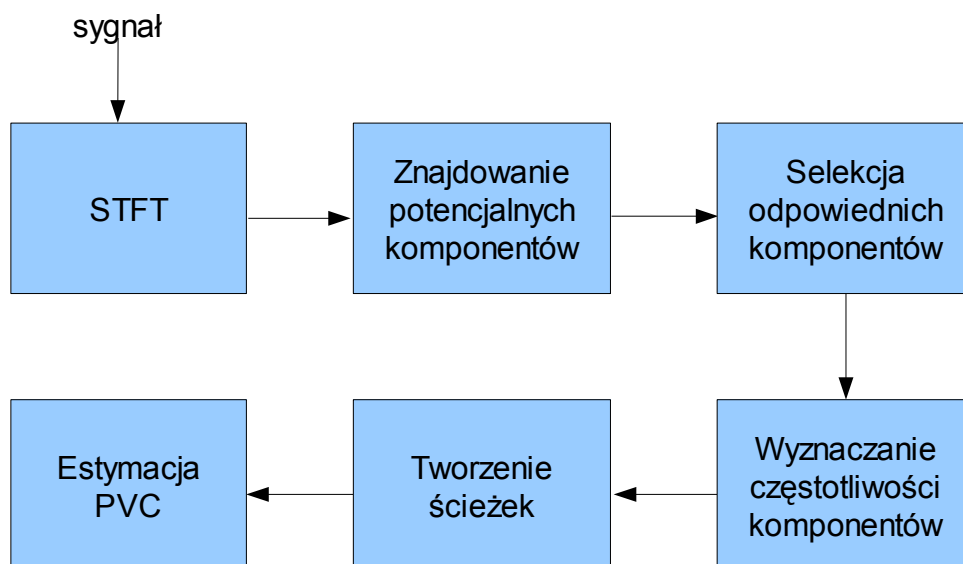 sygnał
STFT
Znajdowanie
potencjalnych
komponentów
Selekcja
odpowiednich
komponentów
Wyznaczanie
częstotliwości
komponentów
Tworzenie
ścieżek
Estymacja
PVC